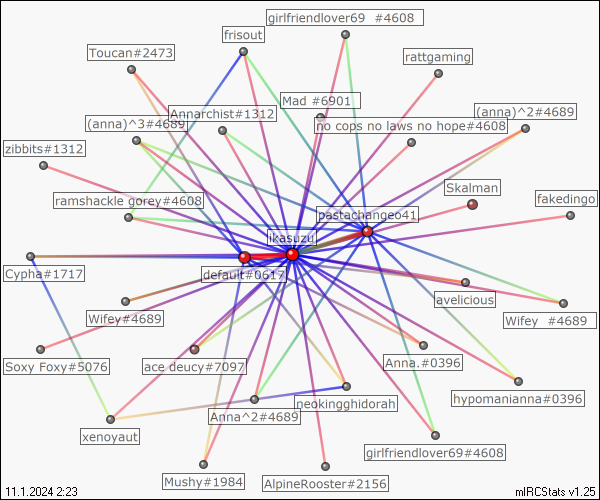 girlfriendlover69 #4608
frisout
Toucan#2473
rattgaming
Mad #6901
Annarchist#1312
(anna)^2#4689
(anna)^3#4689
no cops no laws no hope#4608
zibbits#1312
Skalman
ramshackle gorey#4608
fakedingo
pastachangeo41
ikasuzu
Cypha#1717
default#0617
avelicious
Wifey#4689
Wifey #4689
Soxy Foxy#5076
ace deucy#7097
Anna.#0396
hypomanianna#0396
neokingghidorah
Anna^2#4689
xenoyaut
girlfriendlover69#4608
Mushy#1984
AlpineRooster#2156
11.1.2024 2:23
mIRCStats v1.25